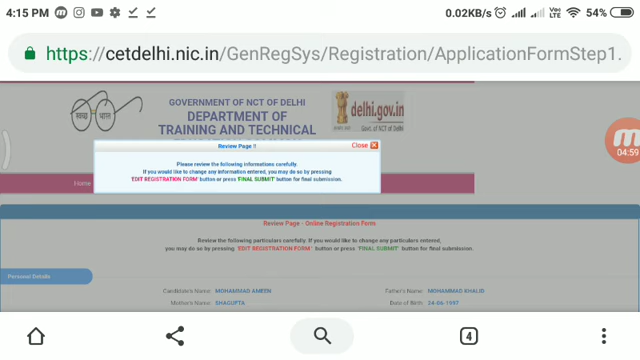 4:15 PM
0.02KB/s
VoLTE
54%
https://cetdelhi.nic.in/GenRegSys/Registration/ApplicationFormStep1.
स्वच्छ भारत
GOVERNMENT OF NCT OF DELHI
DEPARTMENT OF
TRAINING AND TECHNICAL
delhi.gov.in
Govt. of NCT of Delhi
04:59
Review Page !!
Close
Please review the following informations carefully.
If you would like to change any information entered, you may do so by pressing
'EDIT REGISTRATION FORM' button or press 'FINAL SUBMIT' button for final submission.
Home
Review Page - Online Registration Form
Review the following particulars carefully. If you would like to change any particulars entered,
you may do so by pressing 'EDIT REGISTRATION FORM' button or press 'FINAL SUBMIT' button for final submission.
Personal Details
Candidate's Name: MOHAMMAD AMEEN Father's Name: MOHAMMAD KHALID
Mother's Name: SHAGUFTA Date of Birth: 24-06-1997
4